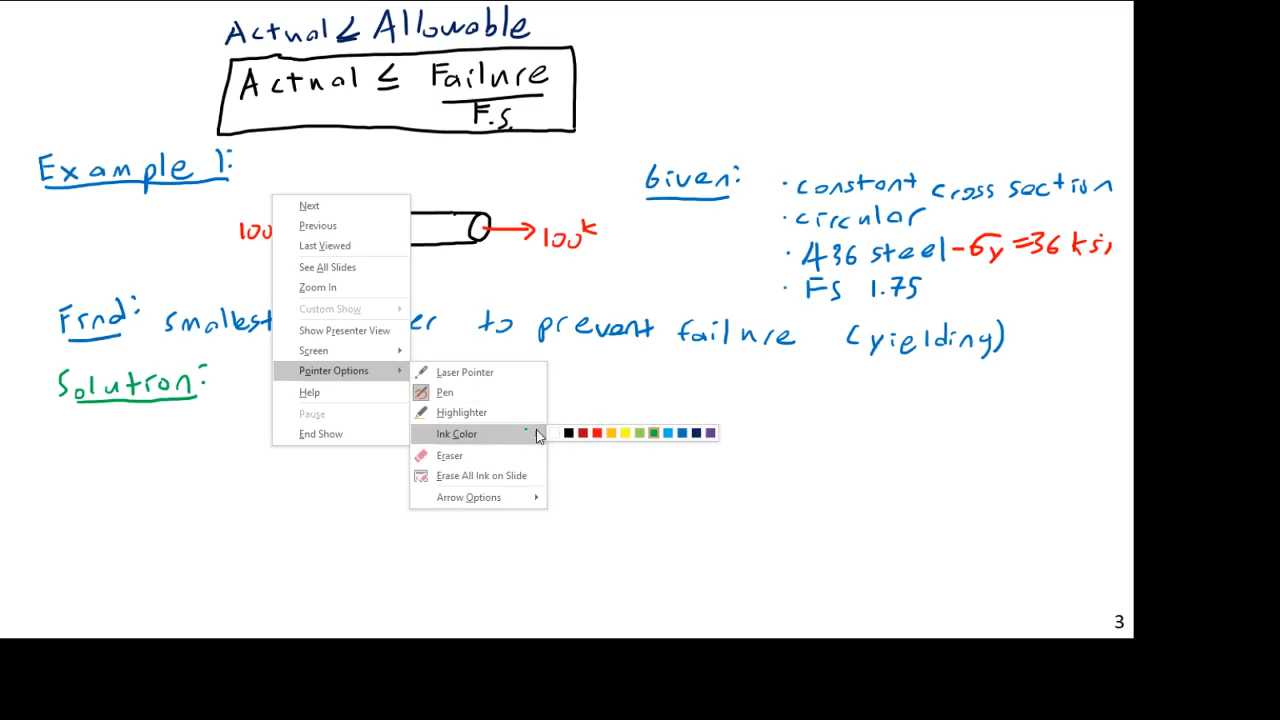 Actual ≤ Allowable
Actual ≤ Failure
F.S.
Example 1:
Given:
• constant cross section
• circular
• A36 steel - σy = 36 ksi
• FS 1.75
100
100k
Find: smallest er to prevent failure (yielding)
Solution:
Next
Previous
Last Viewed
See All Slides
Zoom In
Custom Show
Show Presenter View
Screen
Pointer Options
Help
Pause
End Show
Laser Pointer
Pen
Highlighter
Ink Color
Eraser
Erase All Ink on Slide
Arrow Options
3